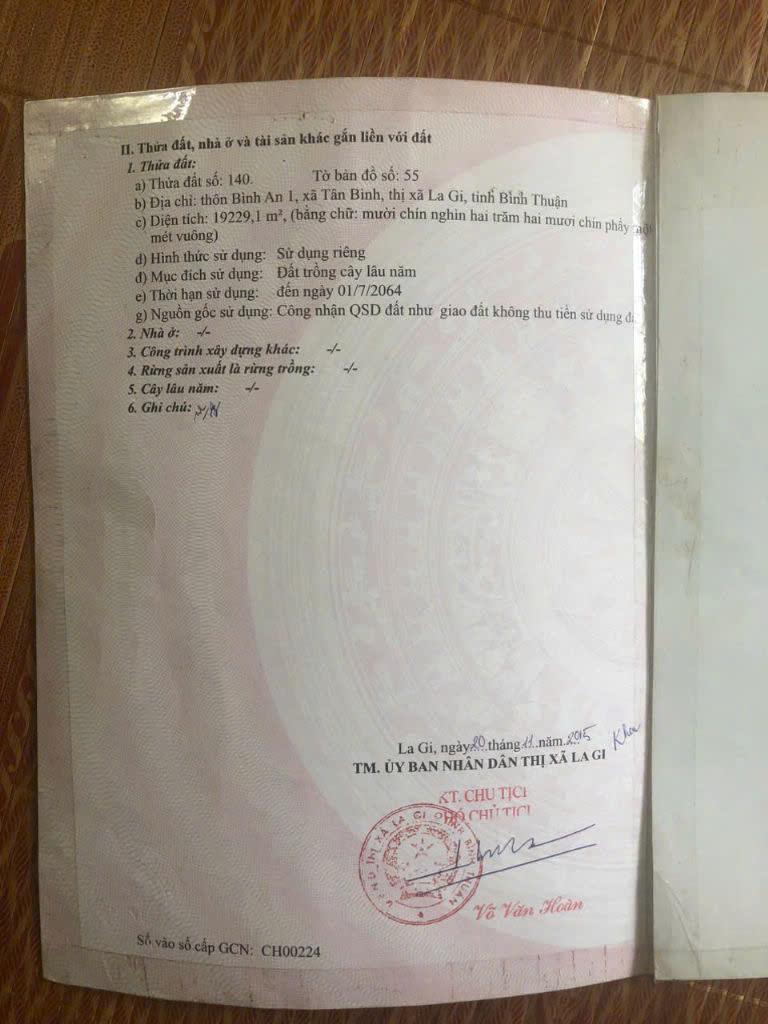 II. Thửa đất, nhà ở và tài sản khác gắn liền với đất
1. Thửa đất:
a) Thửa đất số: 140. Tờ bản đồ số: 55
b) Địa chỉ: thôn Bình An 1, xã Tân Bình, thị xã La Gi, tỉnh Bình Thuận
c) Diện tích: 19229,1 m², (bằng chữ: mười chín nghìn hai trăm hai mươi chín phẩy một
mét vuông)
d) Hình thức sử dụng: Sử dụng riêng
đ) Mục đích sử dụng: Đất trồng cây lâu năm
e) Thời hạn sử dụng: đến ngày 01/7/2064
g) Nguồn gốc sử dụng: Công nhận QSD đất như giao đất không thu tiền sử dụng
2. Nhà ở: -/-
3. Công trình xây dựng khác: -/-
4. Rừng sản xuất là rừng trồng: -/-
5. Cây lâu năm: -/-
6. Ghi chú:
La Gi, ngày 20 tháng 11 năm 2015
TM. ỦY BAN NHÂN DÂN THỊ XÃ LA GI
KT. CHỦ TỊCH
PHÓ CHỦ TỊCH
Võ Văn Hoàn
Số vào sổ cấp GCN: CH00224